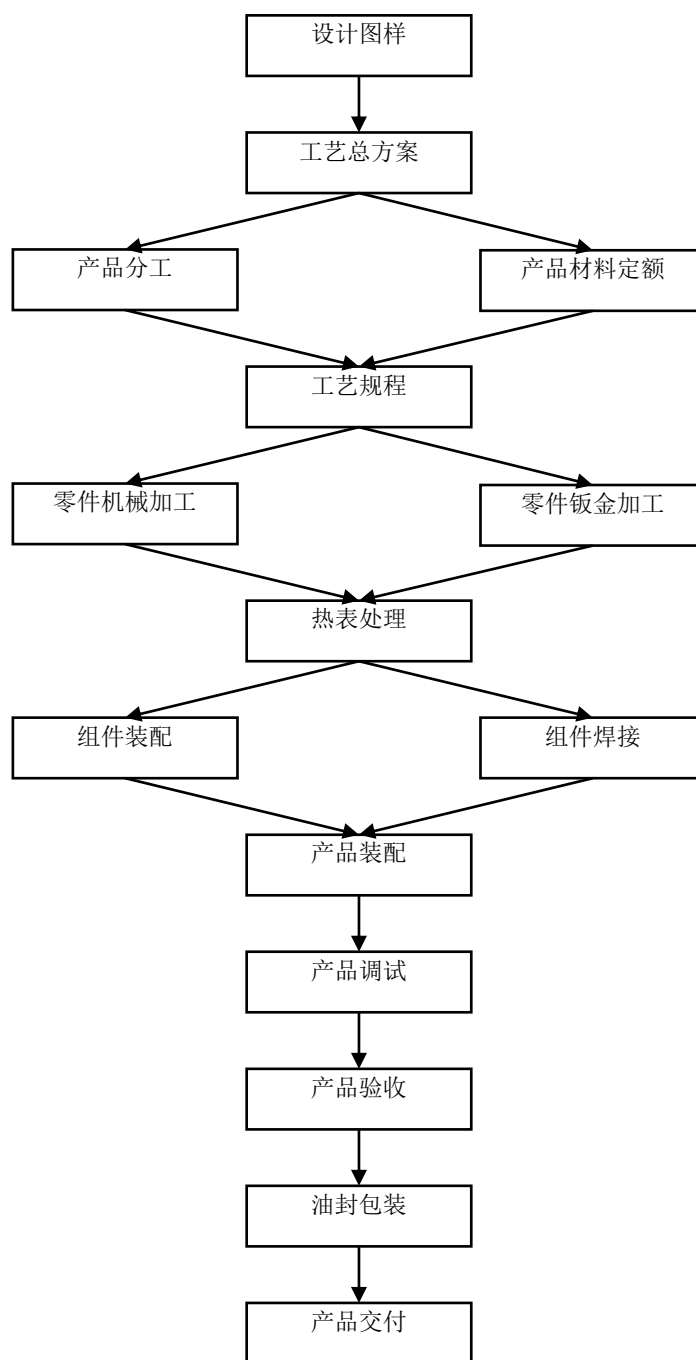 设计图样
工艺总方案
产品分工
产品材料定额
工艺规程
零件机械加工
零件钣金加工
热表处理
组件装配
组件焊接
产品装配
产品调试
产品验收
油封包装
产品交付